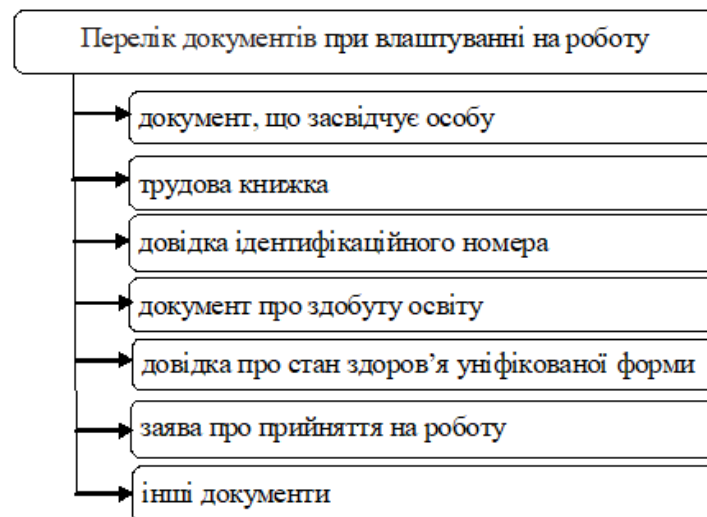 Перелік документів при влаштуванні на роботу
документ, що засвідчує особу
трудова книжка
довідка ідентифікаційного номера
документ про здобуту освіту
довідка про стан здоров’я уніфікованої форми
заява про прийняття на роботу
інші документи